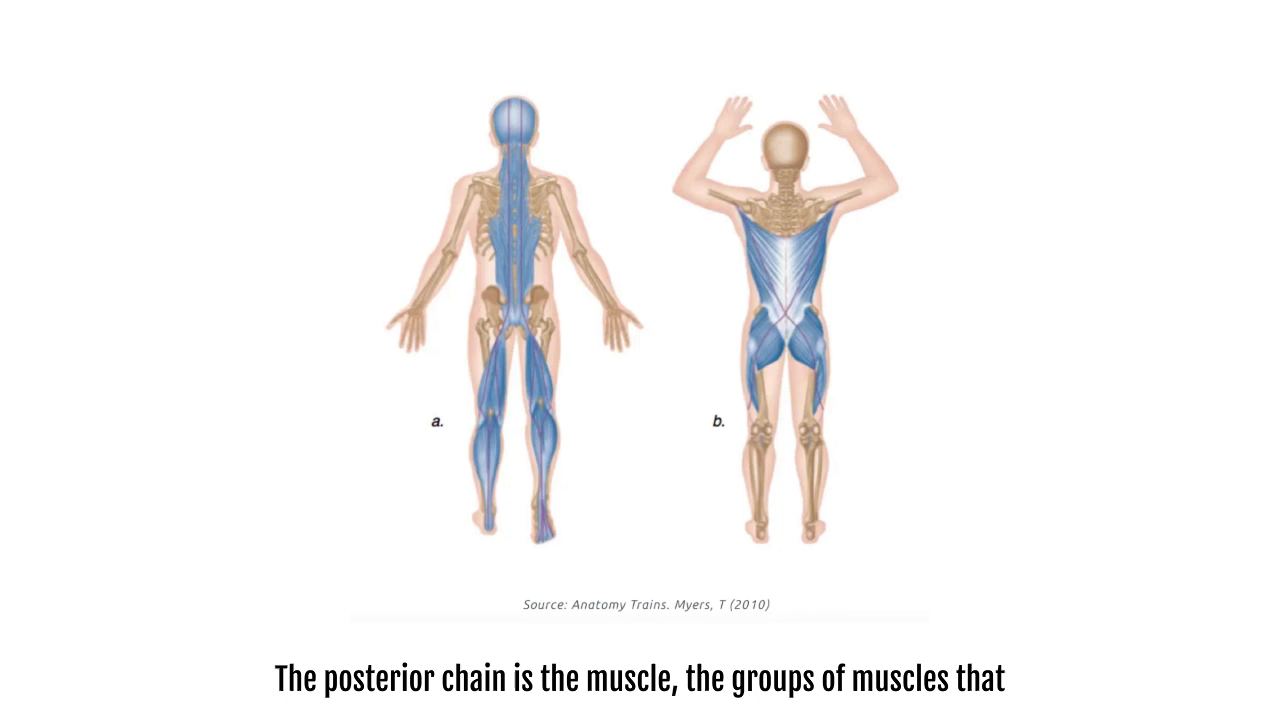 a.
b.
Source: Anatomy Trains. Myers, T (2010)
The posterior chain is the muscle, the groups of muscles that